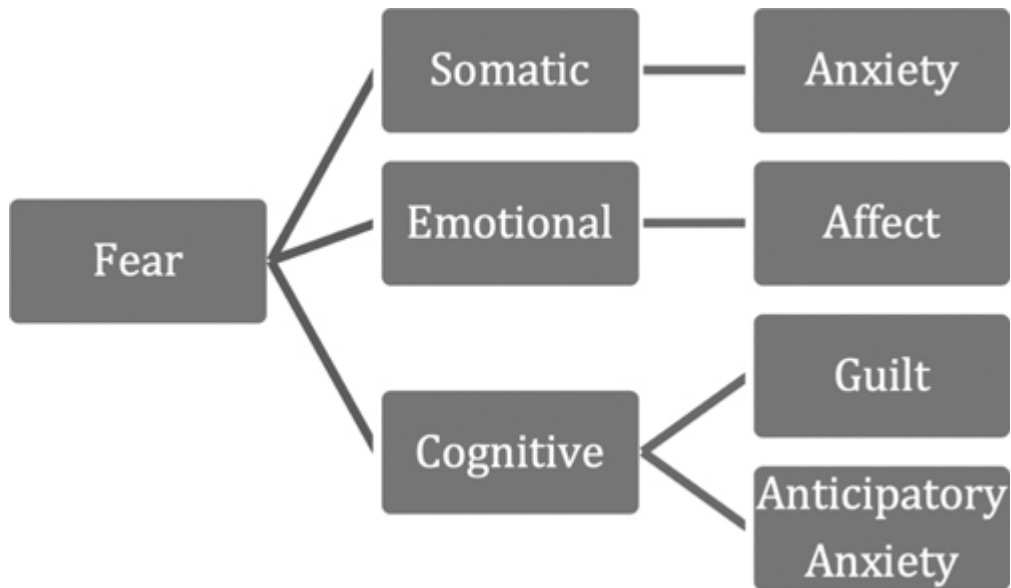 Somatic
Anxiety
Emotional
Affect
Fear
Guilt
Cognitive
Anticipatory
Anxiety